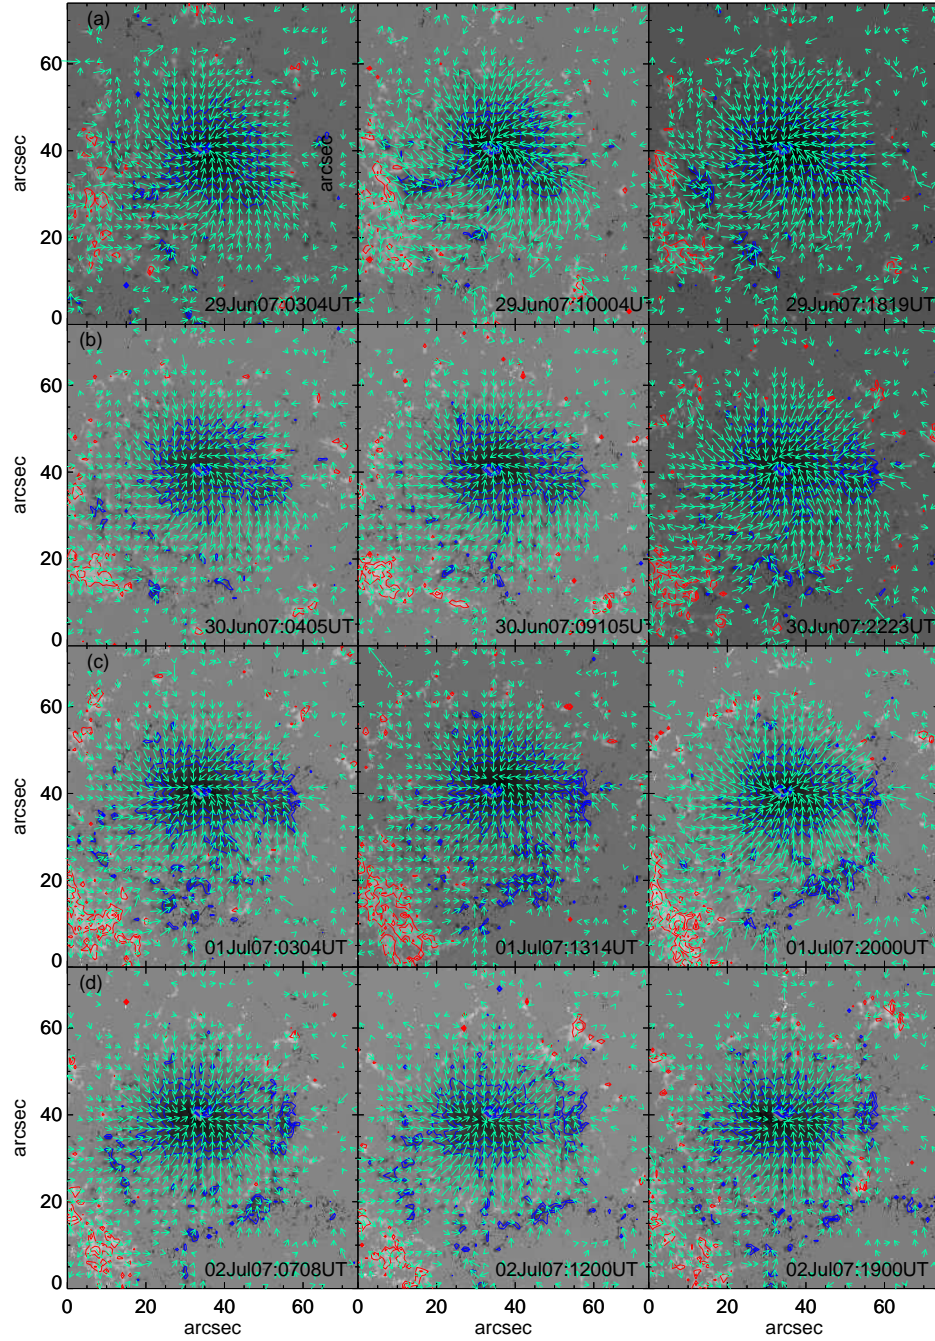 (a)
60
40
20
0
arcsec
arcsec
29Jun07:0304UT
29Jun07:10004UT
29Jun07:1819UT
(b)
60
40
20
0
arcsec
30Jun07:0405UT
30Jun07:09105UT
30Jun07:2223UT
(c)
60
40
20
0
arcsec
01Jul07:0304UT
01Jul07:1314UT
01Jul07:2000UT
(d)
60
40
20
0
arcsec
02Jul07:0708UT
02Jul07:1200UT
02Jul07:1900UT
0 20 40 60 0 20 40 60 0 20 40 60
arcsec arcsec arcsec